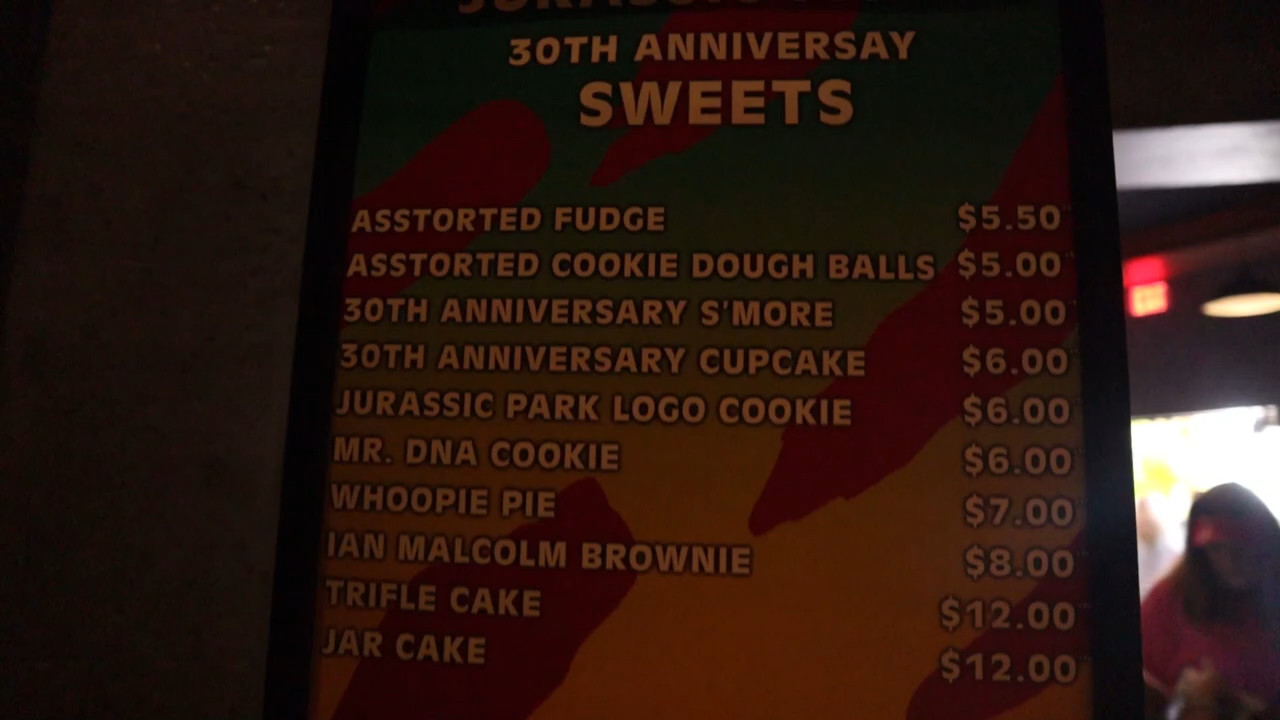 JURASSIC
30TH ANNIVERSAY
SWEETS
ASSTORTED FUDGE $5.50
ASSTORTED COOKIE DOUGH BALLS $5.00
30TH ANNIVERSARY S'MORE $5.00
30TH ANNIVERSARY CUPCAKE $6.00
JURASSIC PARK LOGO COOKIE $6.00
MR. DNA COOKIE $6.00
WHOOPIE PIE $7.00
IAN MALCOLM BROWNIE $8.00
TRIFLE CAKE $12.00
JAR CAKE $12.00